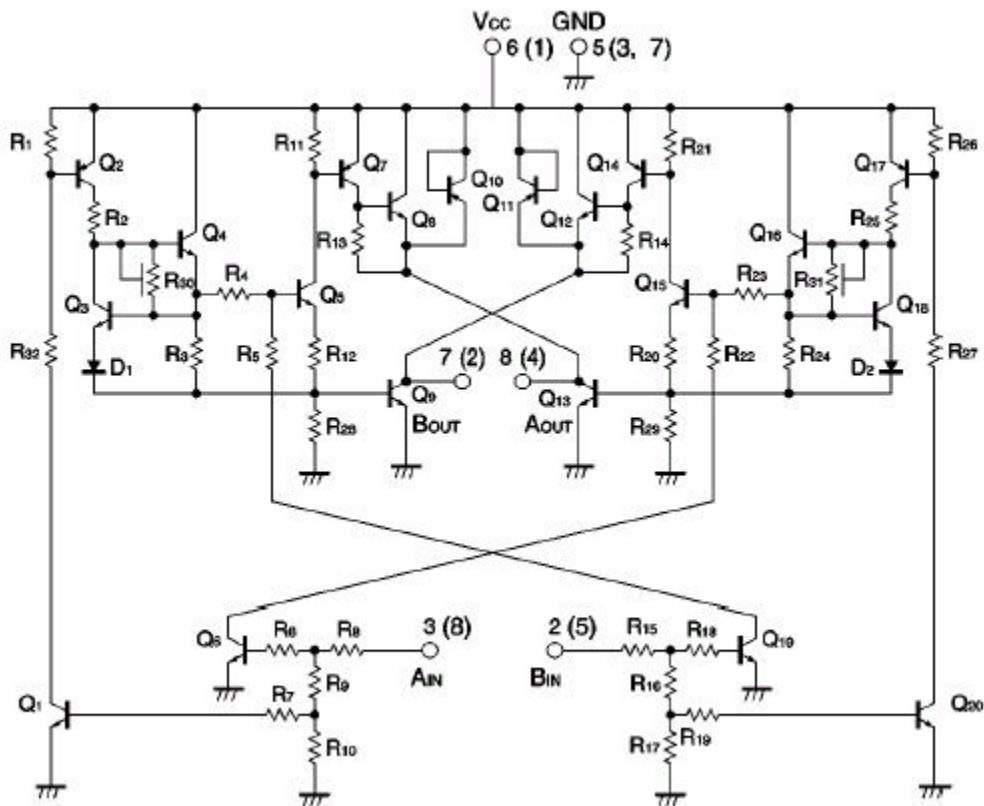 Vcc GND
6 (1) 5 (3, 7)
R1 Q2 R11 Q7 Q10 Q14 R21 Q17 R26
Q11
R2 Q4 Q8 Q12 Q16 R25
R13 R14
R30 R4 Q5 Q15 R23 R31
Q3 Q18
R32 R3 R5 R12 R20 R22 R24 R27
D1 D2
7 (2) 8 (4)
Q9 Q13
R28 BOUT AOUT R29
3 (8) 2 (5)
Q6 R6 R8 R15 R18 Q19
AIN BIN
R9 R16
Q1 R7 Q20
R10 R17 R19